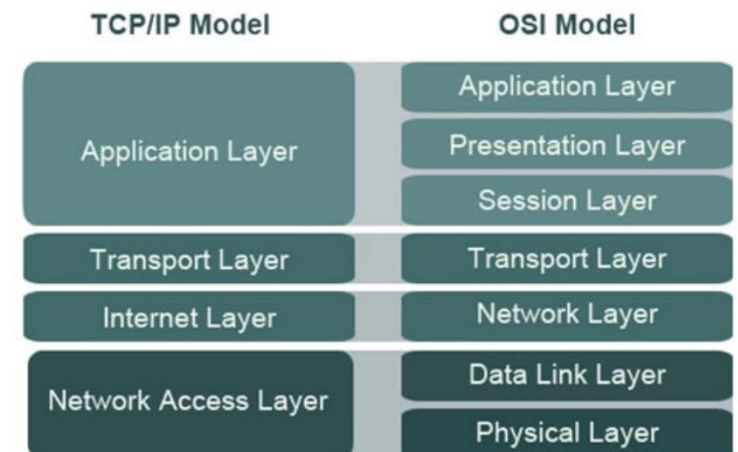 TCP/IP Model
OSI Model
Application Layer
Transport Layer
Internet Layer
Network Access Layer
Application Layer
Presentation Layer
Session Layer
Transport Layer
Network Layer
Data Link Layer
Physical Layer